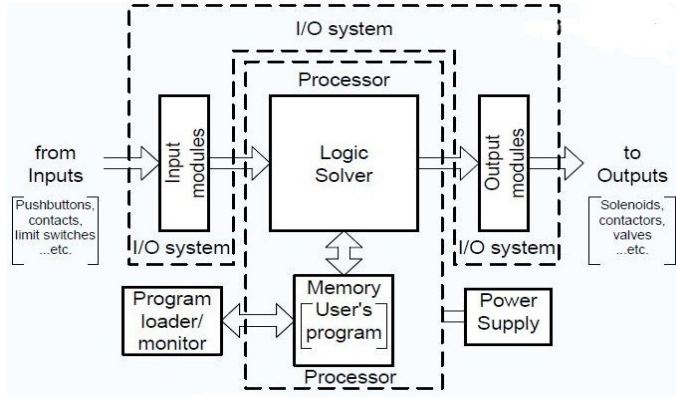 I/O system
Processor
from
Inputs
Pushbuttons,
contacts,
limit switches
...etc.
Input
modules
Logic
Solver
Output
modules
to
Outputs
Solenoids,
contactors,
valves
...etc.
I/O system
I/O system
Program
loader/
monitor
Memory
User's
program
Power
Supply
Processor